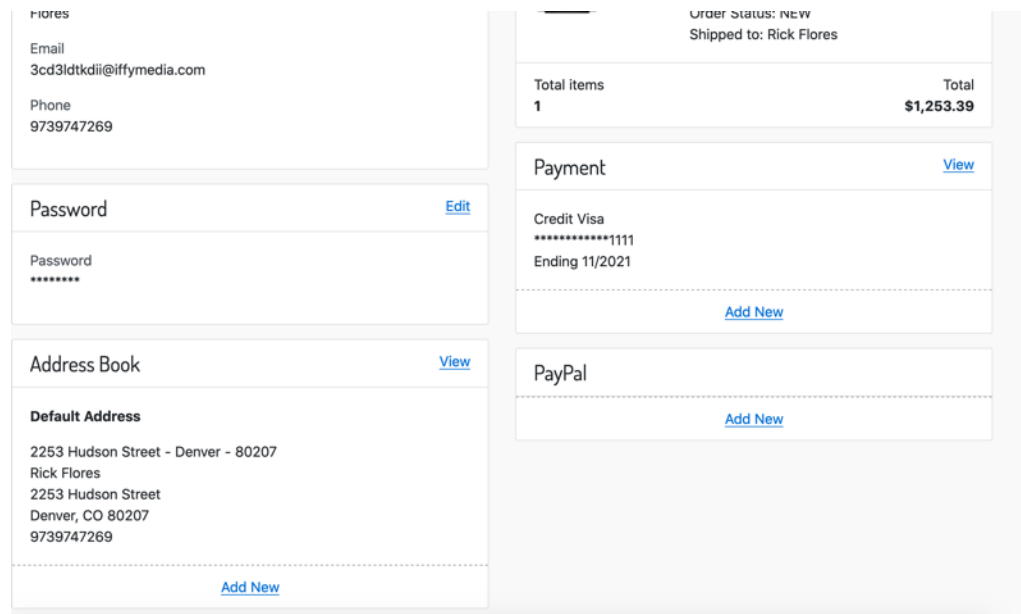 Flores
Email
3cd3ldtkdii@iffymedia.com
Phone
9739747269
Password
Edit
Password
********
Address Book
View
Default Address
2253 Hudson Street - Denver - 80207
Rick Flores
2253 Hudson Street
Denver, CO 80207
9739747269
Add New
Order Status: NEW
Shipped to: Rick Flores
Total items
Total
1
$1,253.39
Payment
View
Credit Visa
************1111
Ending 11/2021
Add New
PayPal
Add New